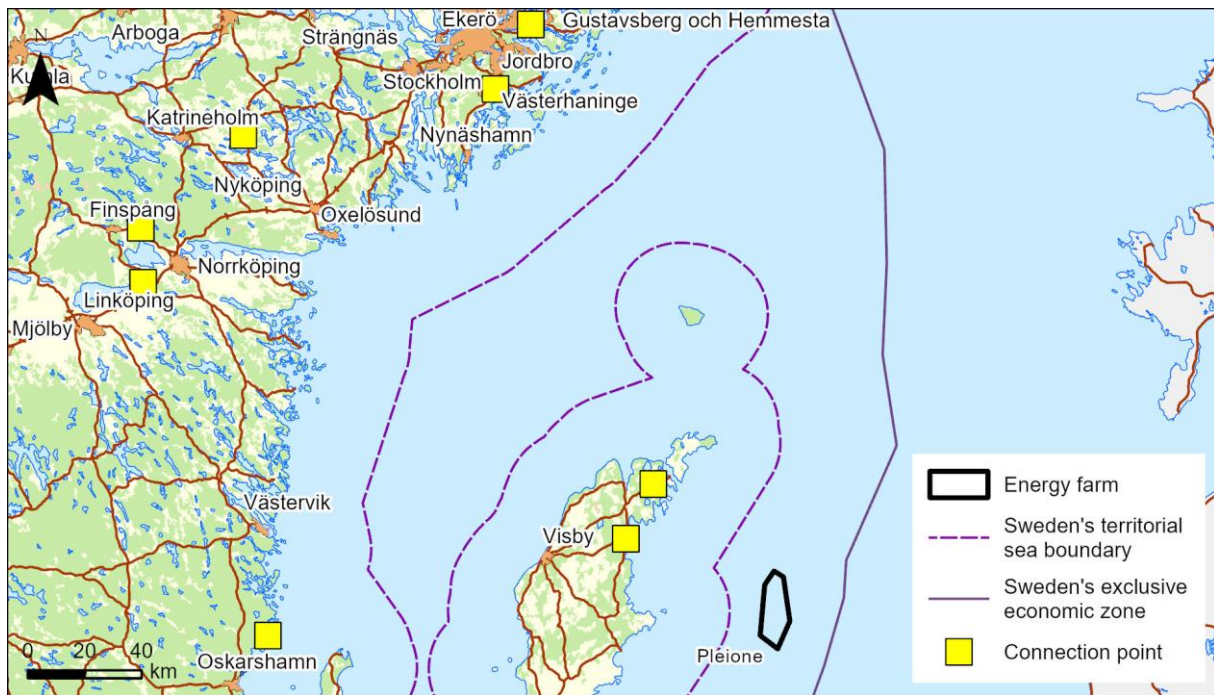 Ekerö
Gustavsberg och Hemmesta
Arboga
Strängnäs
N
Jordbro
Kumla
Stockholm
Västerhaninge
Katrineholm
Nynäshamn
Nyköping
Finspång
Oxelösund
Norrköping
Linköping
Mjölby
Västervik
Visby
Oskarshamn
Pleione
0 20 40
km
Energy farm
Sweden's territorial
sea boundary
Sweden's exclusive
economic zone
Connection point